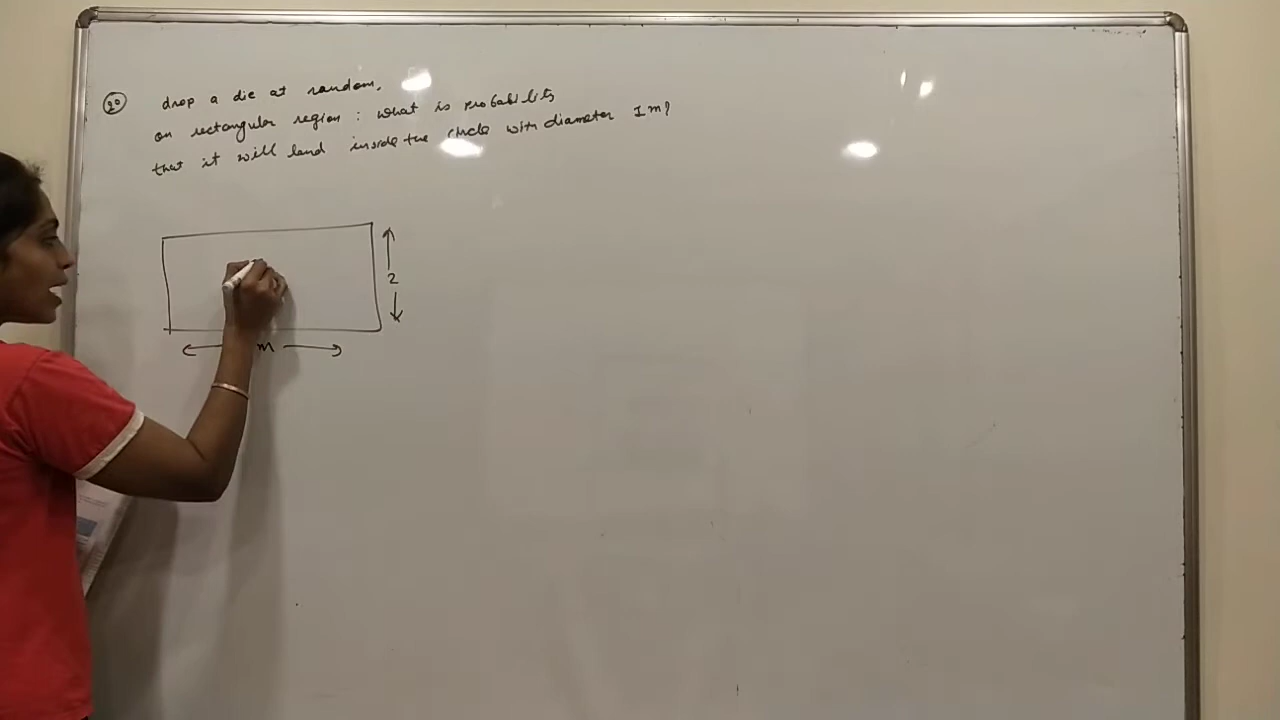 20 drop a die at random,
on rectangular region : what is probability
that it will land inside the circle with diameter 1 m?
2
m